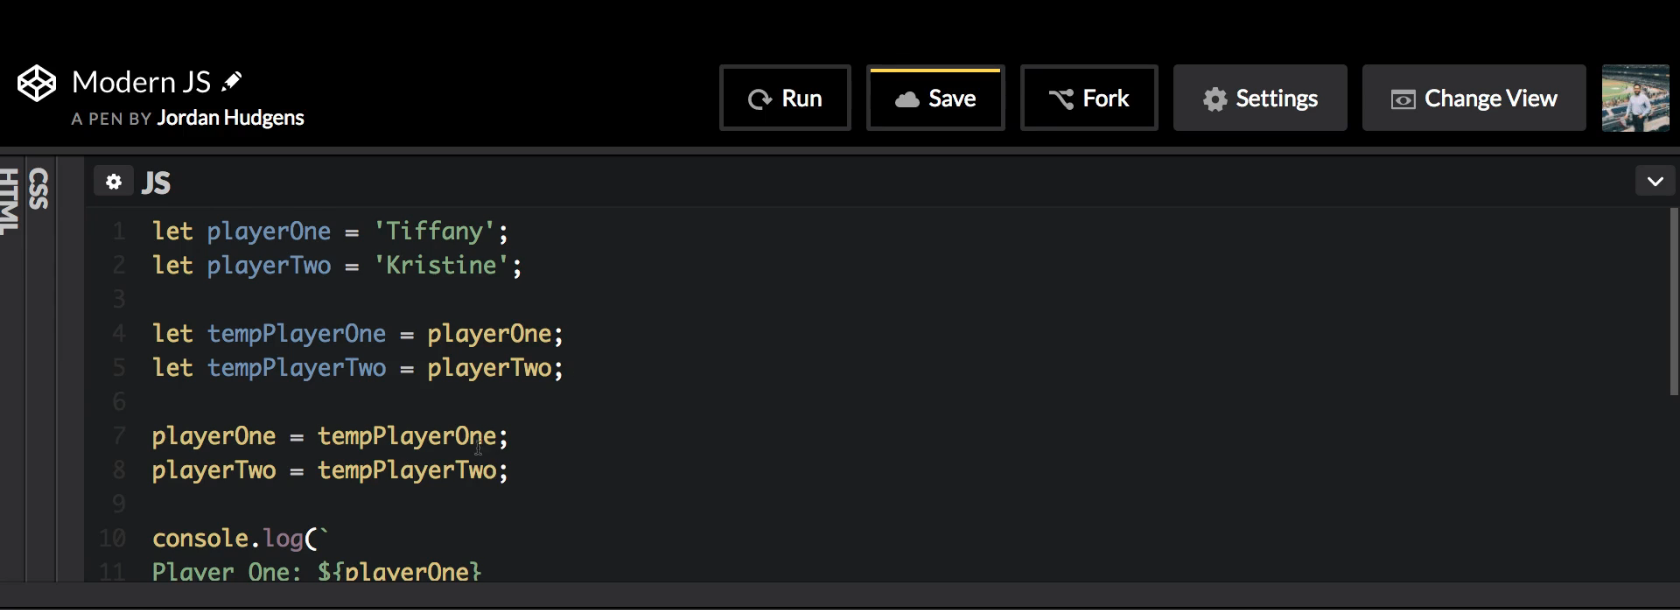 Modern JS
A PEN BY Jordan Hudgens
Run
Save
Fork
Settings
Change View
HTML
CSS
JS
1 let playerOne = 'Tiffany';
2 let playerTwo = 'Kristine';
3
4 let tempPlayerOne = playerOne;
5 let tempPlayerTwo = playerTwo;
6
7 playerOne = tempPlayerOne;
8 playerTwo = tempPlayerTwo;
9
10 console.log(`
11 Player One: ${playerOne}